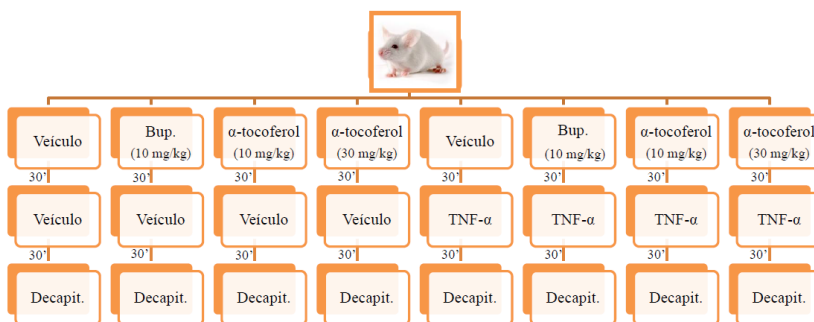 Veículo
Bup.
(10 mg/kg)
α-tocoferol
(10 mg/kg)
α-tocoferol
(30 mg/kg)
Veículo
Bup.
(10 mg/kg)
α-tocoferol
(10 mg/kg)
α-tocoferol
(30 mg/kg)
30’ 30’ 30’ 30’ 30’ 30’ 30’ 30’
Veículo Veículo Veículo Veículo TNF-α TNF-α TNF-α TNF-α
30’ 30’ 30’ 30’ 30’ 30’ 30’ 30’
Decapit. Decapit. Decapit. Decapit. Decapit. Decapit. Decapit. Decapit.